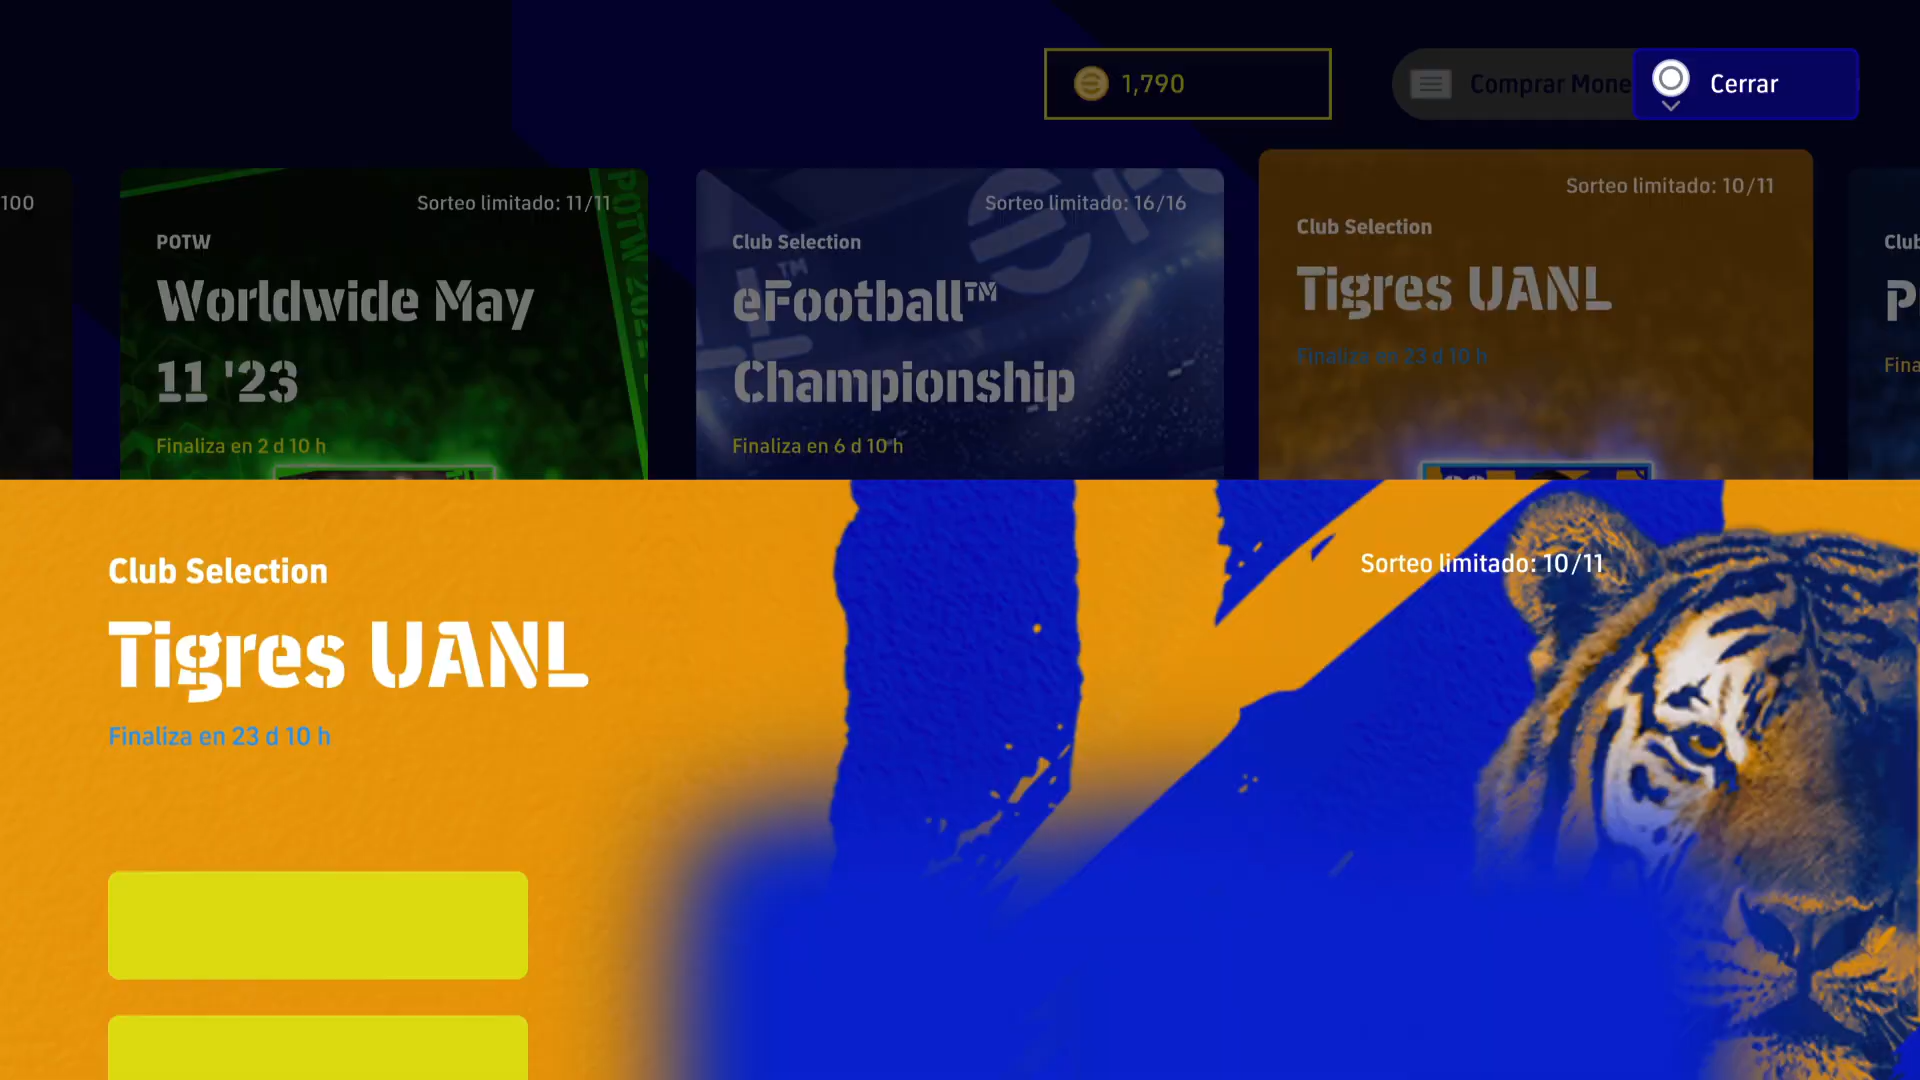 1,790
Comprar Mone
Cerrar
100
Sorteo limitado: 11/11
POTW
Worldwide May
11 '23
Finaliza en 2 d 10 h
Sorteo limitado: 16/16
Club Selection
eFootball™
Championship
Finaliza en 6 d 10 h
Sorteo limitado: 10/11
Club Selection
Tigres UANL
Finaliza en 23 d 10 h
Club
P
Fina
Club Selection
Sorteo limitado: 10/11
Tigres UANL
Finaliza en 23 d 10 h